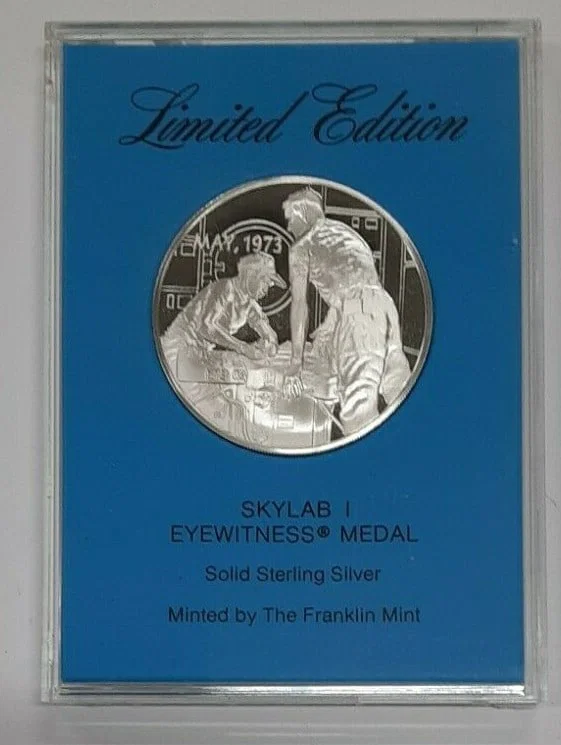 Limited Edition
MAY, 1973
SKYLAB I
EYEWITNESS® MEDAL
Solid Sterling Silver
Minted by The Franklin Mint